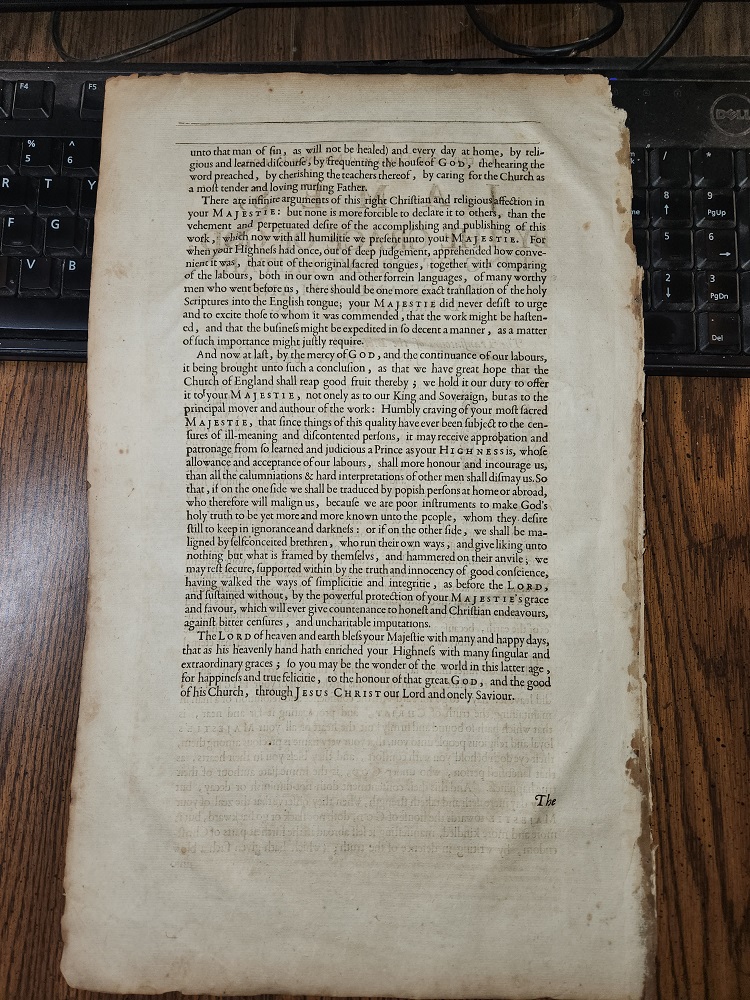 F4
F5
DELL
%
5
^
6
R
T
Y
V
B
/
*
8
9
PgUp
5
6
2
3
PgDn
Del
unto that man of ſin, as will not be healed) and every day at home, by reli-
gious and learned diſcourſe, by frequenting the houſe of GOD, the hearing the
word preached, by cheriſhing the teachers thereof, by caring for the Church as
a moſt tender and loving nurſing Father.
There are infinite arguments of this right Chriſtian and religious affection in
your MAJESTIE: but none is more forcible to declare it to others, than the
vehement and perpetuated deſire of the accompliſhing and publiſhing of this
work, which now with all humilitie we preſent unto your MAJESTIE. For
when your Highneſs had once, out of deep judgement, apprehended how conve-
nient it was, that out of the original ſacred tongues, together with comparing
of the labours, both in our own and other forrein languages, of many worthy
men who went before us, there ſhould be one more exact tranſlation of the holy
Scriptures into the Engliſh tongue; your MAJESTIE did never deſiſt to urge
and to excite thoſe to whom it was commended, that the work might be haſten-
ed, and that the buſineſs might be expedited in ſo decent a manner, as a matter
of ſuch importance might juſtly require.
And now at laſt, by the mercy of GOD, and the continuance of our labours,
it being brought unto ſuch a concluſion, as that we have great hope that the
Church of England ſhall reap good fruit thereby; we hold it our duty to offer
it to your MAJESTIE, not onely as to our King and Soveraign, but as to the
principal mover and authour of the work: Humbly craving of your moſt ſacred
MAJESTIE, that ſince things of this quality have ever been ſubject to the cen-
ſures of ill-meaning and diſcontented perſons, it may receive approbation and
patronage from ſo learned and judicious a Prince as your HIGHNESS is, whoſe
allowance and acceptance of our labours, ſhall more honour and incourage us,
than all the calumniations & hard interpretations of other men ſhall diſmay us. So
that, if on the one ſide we ſhall be traduced by popiſh perſons at home or abroad,
who therefore will malign us, becauſe we are poor inſtruments to make God's
holy truth to be yet more and more known unto the people, whom they deſire
ſtill to keep in ignorance and darkneſs: or if on the other ſide, we ſhall be ma-
ligned by ſelfconceited brethren, who run their own ways, and give liking unto
nothing but what is framed by themſelvs, and hammered on their anvile; we
may reſt ſecure, ſupported within by the truth and innocency of good conſcience,
having walked the ways of ſimplicitie and integritie, as before the LORD,
and ſuſtained without, by the powerful protection of your MAJESTIE's grace
and favour, which will ever give countenance to honeſt and Chriſtian endeavours,
againſt bitter cenſures, and uncharitable imputations.
The LORD of heaven and earth bleſs your Majeſtie with many and happy days,
that as his heavenly hand hath enriched your Highneſs with many ſingular and
extraordinary graces; ſo you may be the wonder of the world in this latter age,
for happineſs and true felicitie, to the honour of that great GOD, and the good
of his Church, through JESUS CHRIST our Lord and onely Saviour.
The